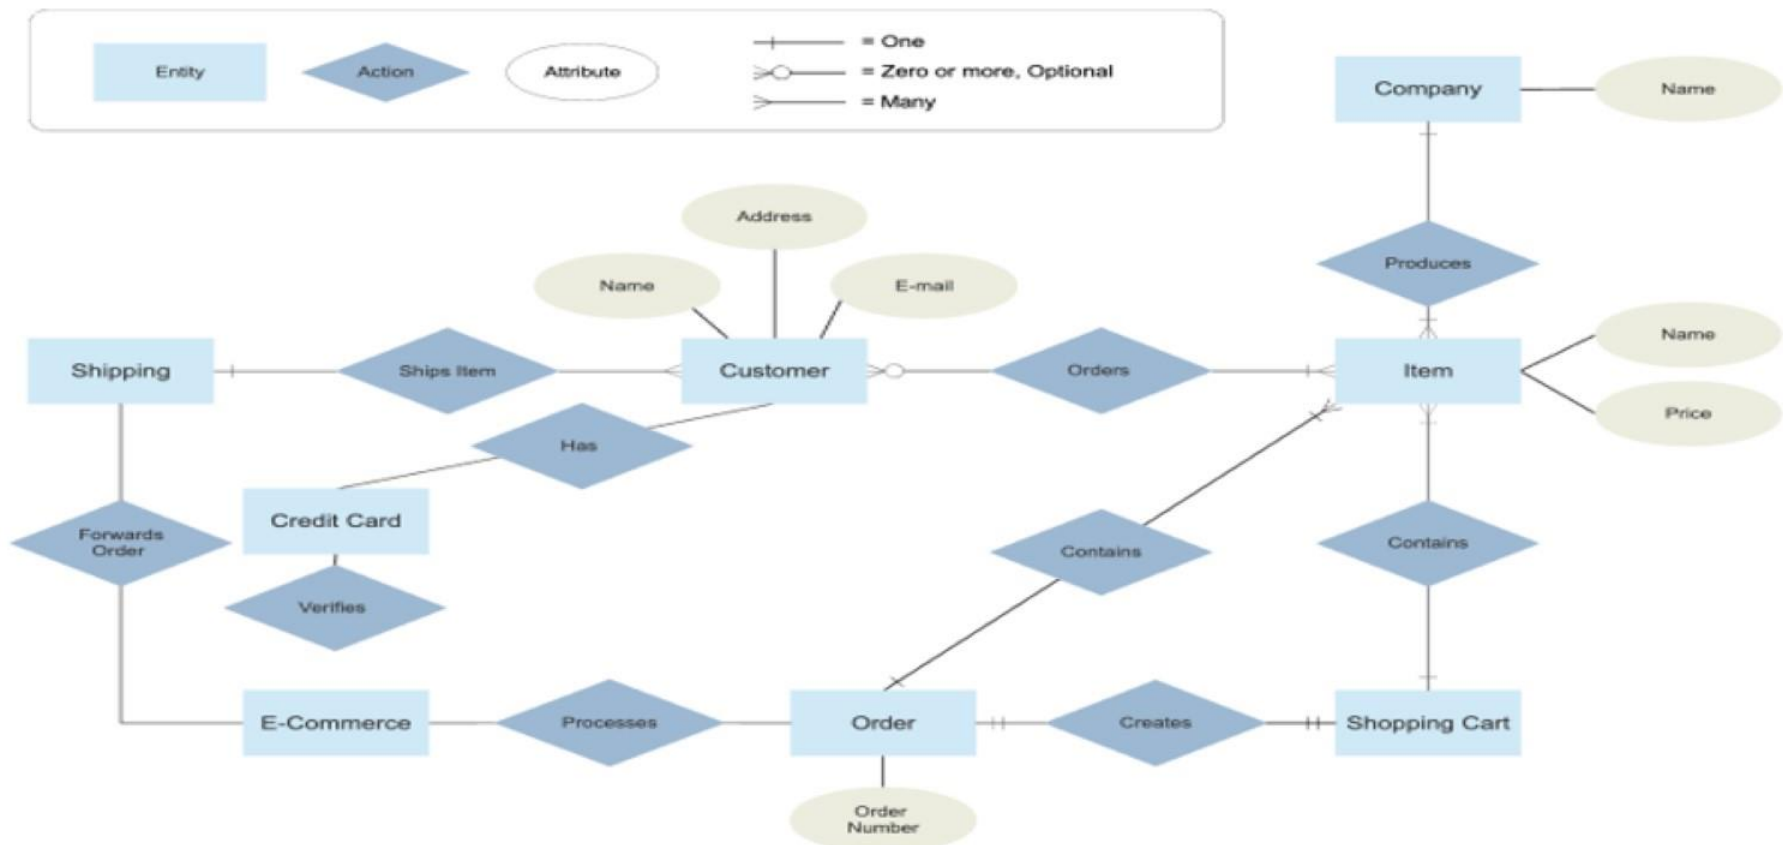 Entity
Action
Attribute
= One
= Zero or more, Optional
= Many
Company
Name
Address
Name
E-mail
Produces
Shipping
Ships Item
Customer
Orders
Item
Name
Price
Has
Credit Card
Forwards
Order
Contains
Contains
Verifies
E-Commerce
Processes
Order
Creates
Shopping Cart
Order
Number